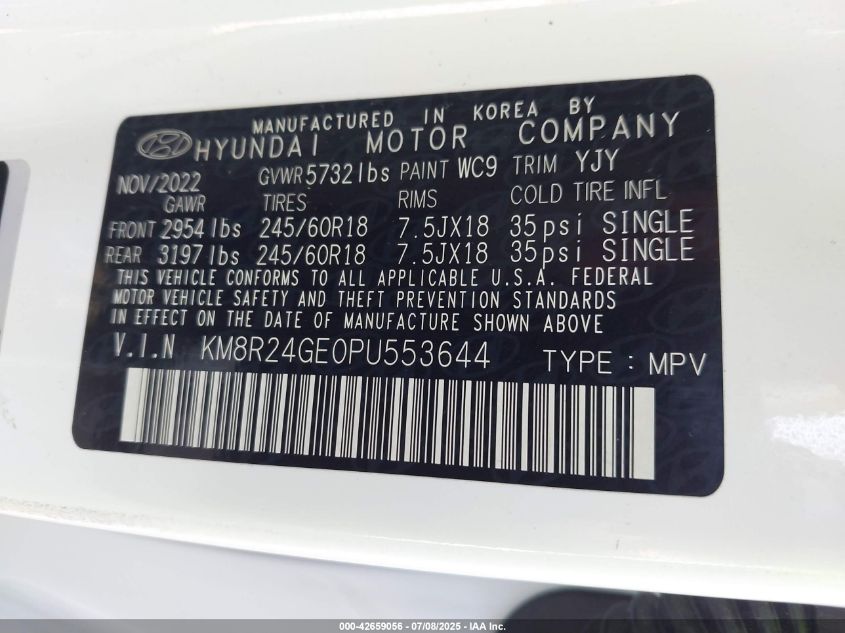 MANUFACTURED IN KOREA BY
HYUNDAI MOTOR COMPANY
NOV/2022 GVWR 5732 lbs PAINT WC9 TRIM YJY
GAWR TIRES RIMS COLD TIRE INFL
FRONT 2954 lbs 245/60R18 7.5JX18 35psi SINGLE
REAR 3197 lbs 245/60R18 7.5JX18 35psi SINGLE
THIS VEHICLE CONFORMS TO ALL APPLICABLE U.S.A. FEDERAL
MOTOR VEHICLE SAFETY AND THEFT PREVENTION STANDARDS
IN EFFECT ON THE DATE OF MANUFACTURE SHOWN ABOVE
V.I.N KM8R24GE0PU553644 TYPE : MPV
000-42659056 - 07/08/2025 - IAA Inc.